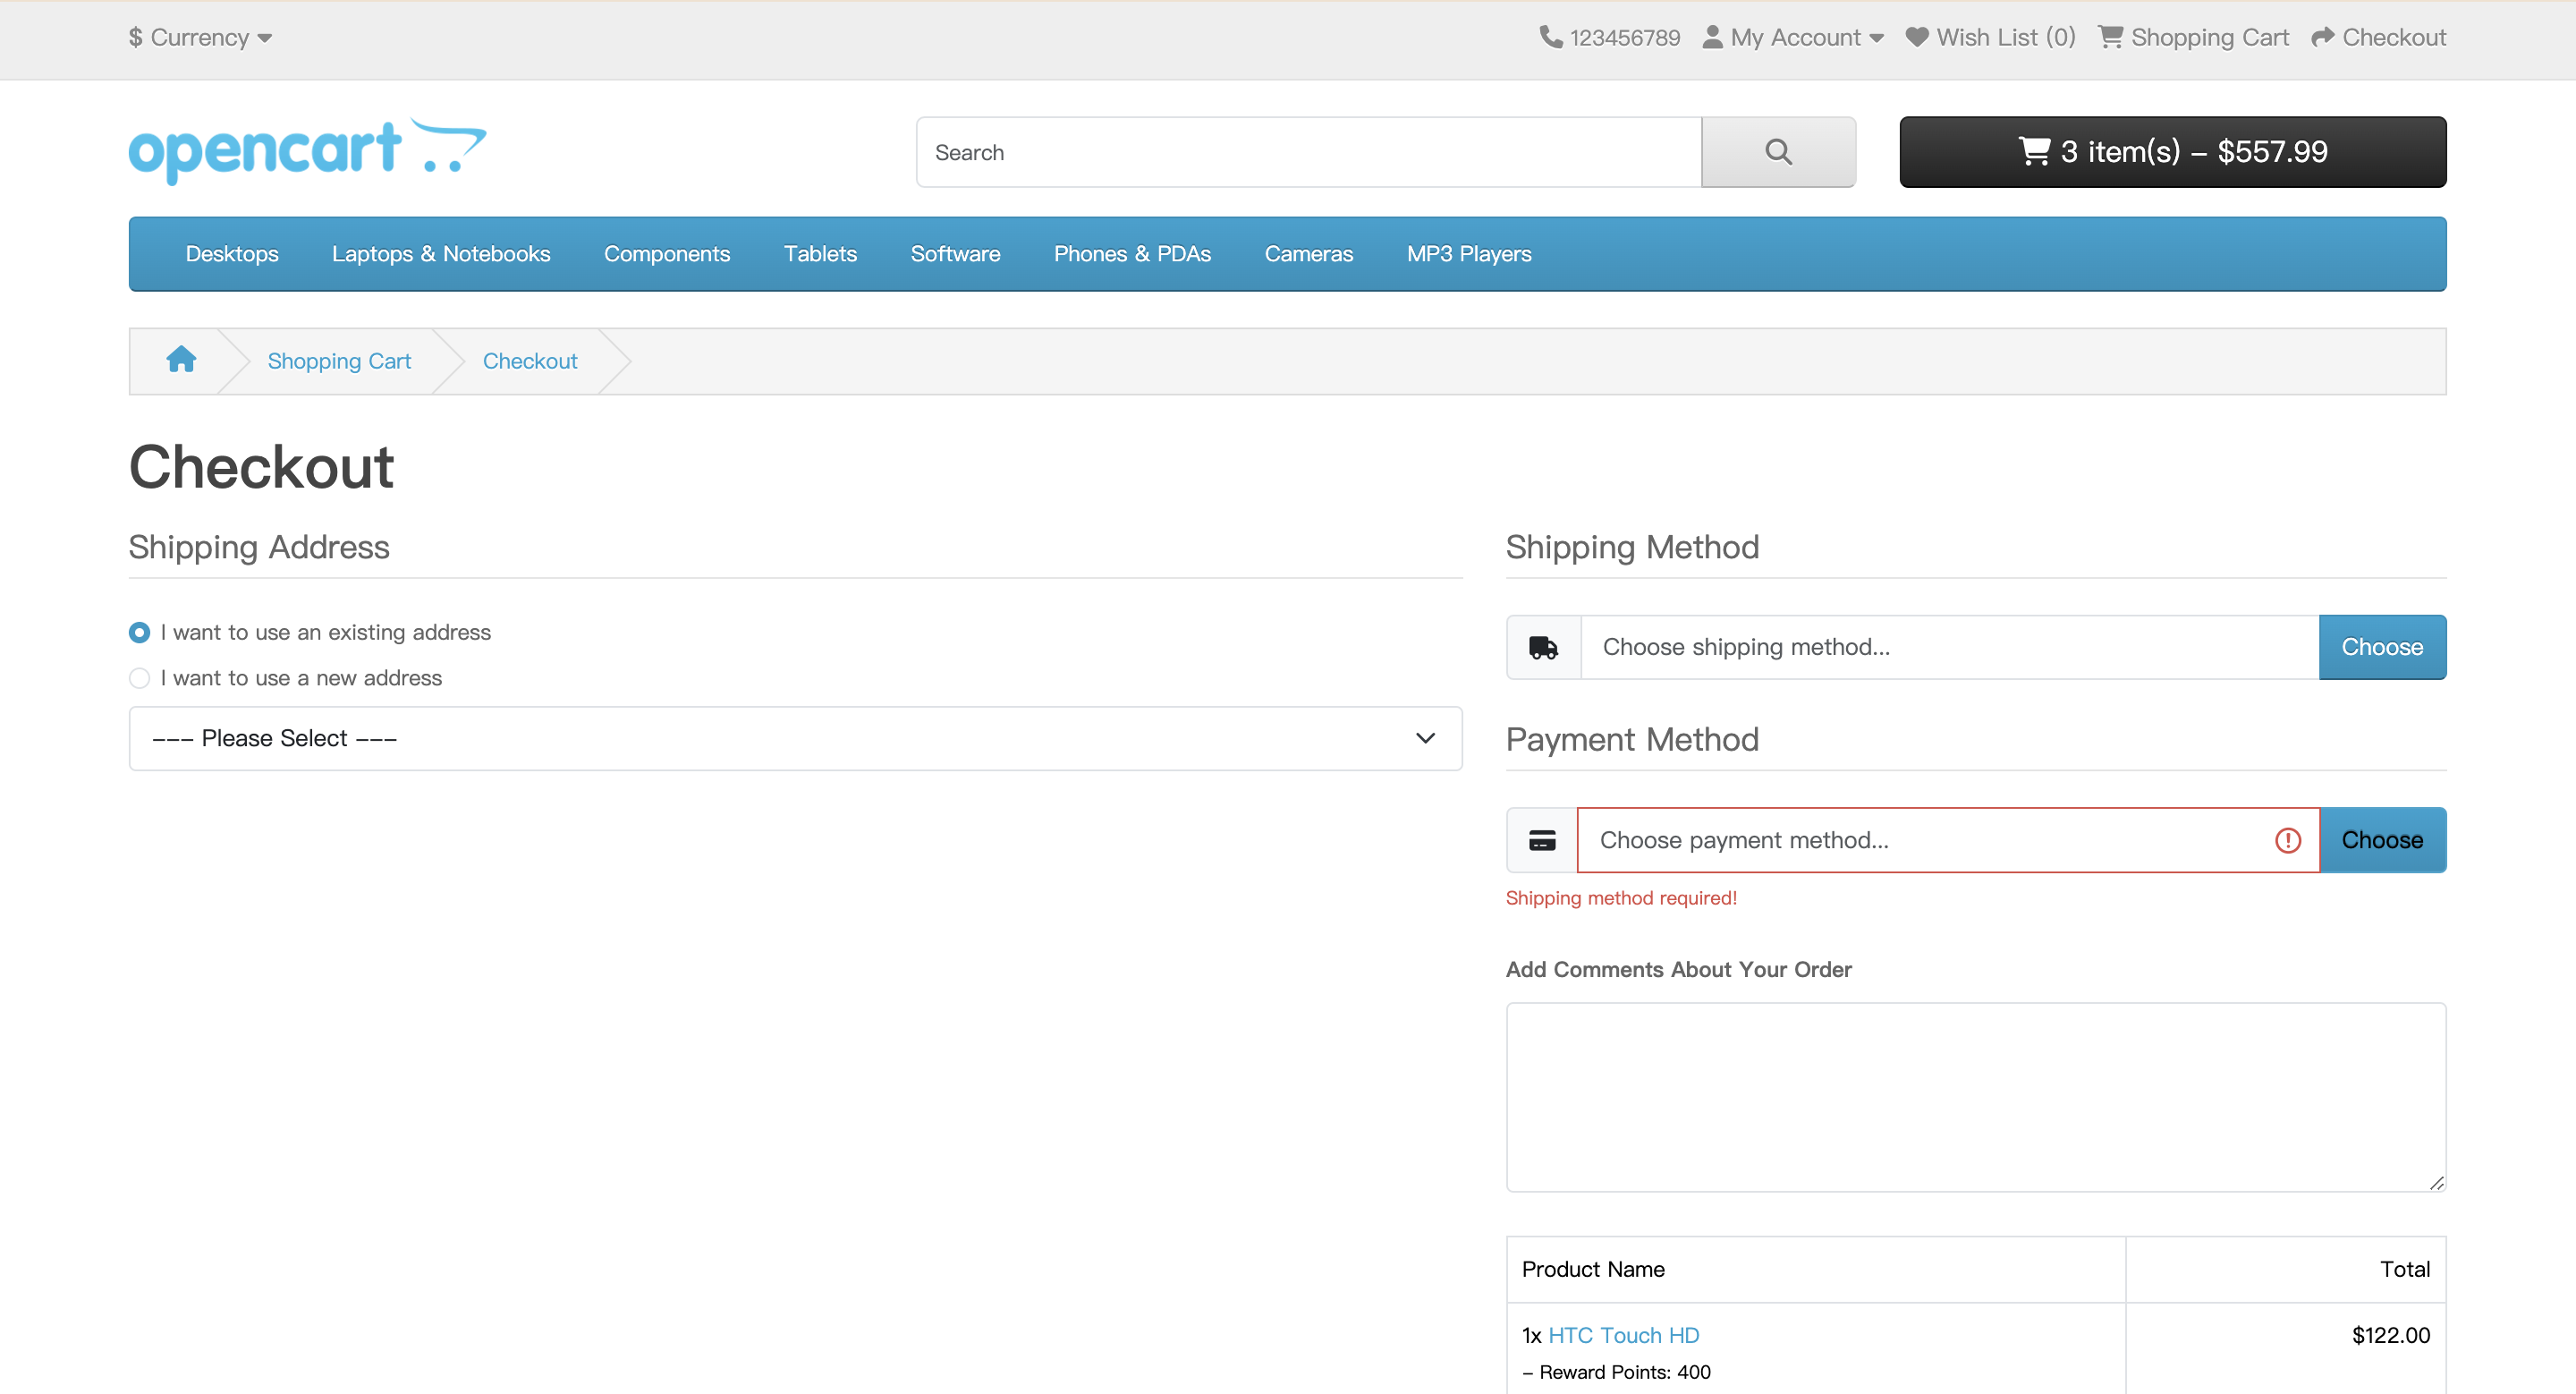 $ Currency
123456789 My Account Wish List (0) Shopping Cart Checkout
opencart
Search
3 item(s) – $557.99
Desktops Laptops & Notebooks Components Tablets Software Phones & PDAs Cameras MP3 Players
Shopping Cart Checkout
Checkout
Shipping Address
I want to use an existing address
I want to use a new address
--- Please Select ---
Shipping Method
Choose shipping method... Choose
Payment Method
Choose payment method... Choose
Shipping method required!
Add Comments About Your Order
Product Name Total
1x HTC Touch HD $122.00
– Reward Points: 400